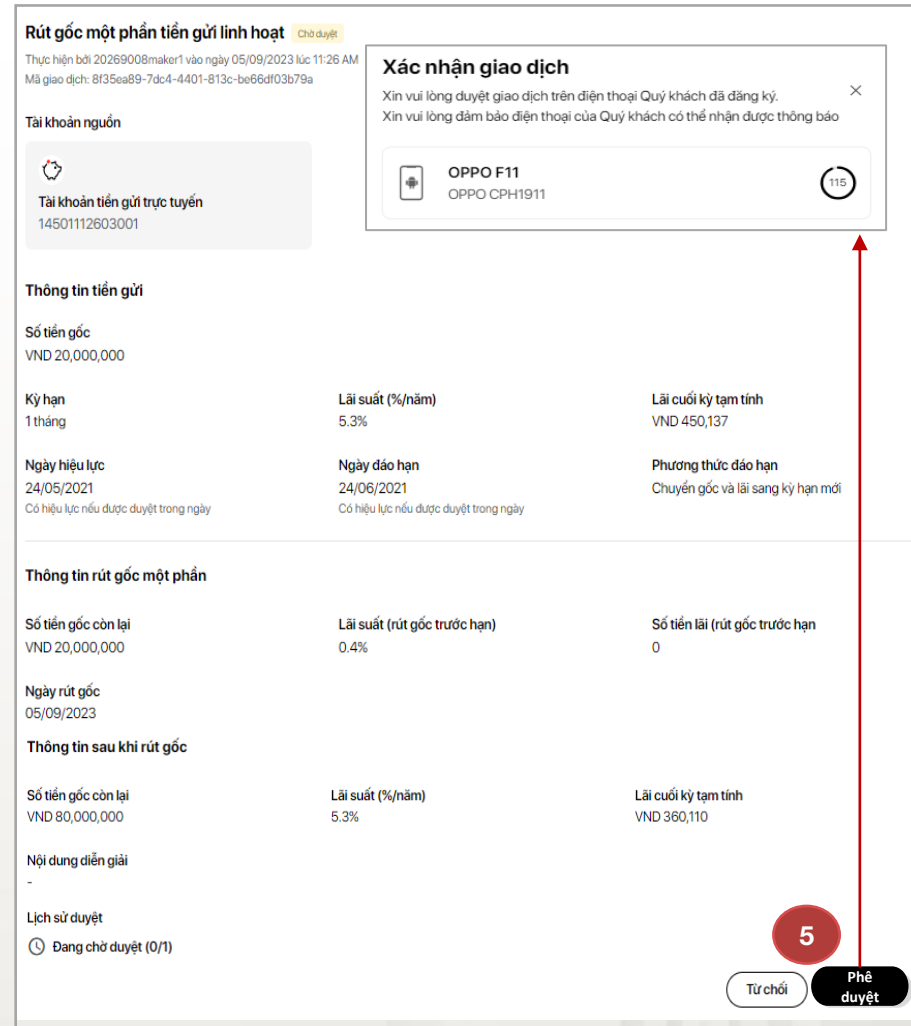 Rút gốc một phần tiền gửi linh hoạt Chờ duyệt
Thực hiện bởi 20269008maker1 vào ngày 05/09/2023 lúc 11:26 AM
Mã giao dịch: 8f35ea89-7dc4-4401-813c-be66df03b79a
Xác nhận giao dịch
Xin vui lòng duyệt giao dịch trên điện thoại Quý khách đã đăng ký.
Xin vui lòng đảm bảo điện thoại của Quý khách có thể nhận được thông báo
OPPO F11
OPPO CPH1911
115
Tài khoản nguồn
Tài khoản tiền gửi trực tuyến
14501112603001
Thông tin tiền gửi
Số tiền gốc
VND 20,000,000
Kỳ hạn Lãi suất (%/năm) Lãi cuối kỳ tạm tính
1 tháng 5.3% VND 450,137
Ngày hiệu lực Ngày đáo hạn Phương thức đáo hạn
24/05/2021 24/06/2021 Chuyển gốc và lãi sang kỳ hạn mới
Có hiệu lực nếu được duyệt trong ngày Có hiệu lực nếu được duyệt trong ngày
Thông tin rút gốc một phần
Số tiền gốc còn lại Lãi suất (rút gốc trước hạn) Số tiền lãi (rút gốc trước hạn
VND 20,000,000 0.4% 0
Ngày rút gốc
05/09/2023
Thông tin sau khi rút gốc
Số tiền gốc còn lại Lãi suất (%/năm) Lãi cuối kỳ tạm tính
VND 80,000,000 5.3% VND 360,110
Nội dung diễn giải
-
Lịch sử duyệt
Đang chờ duyệt (0/1)
5
Từ chối
Phê
duyệt